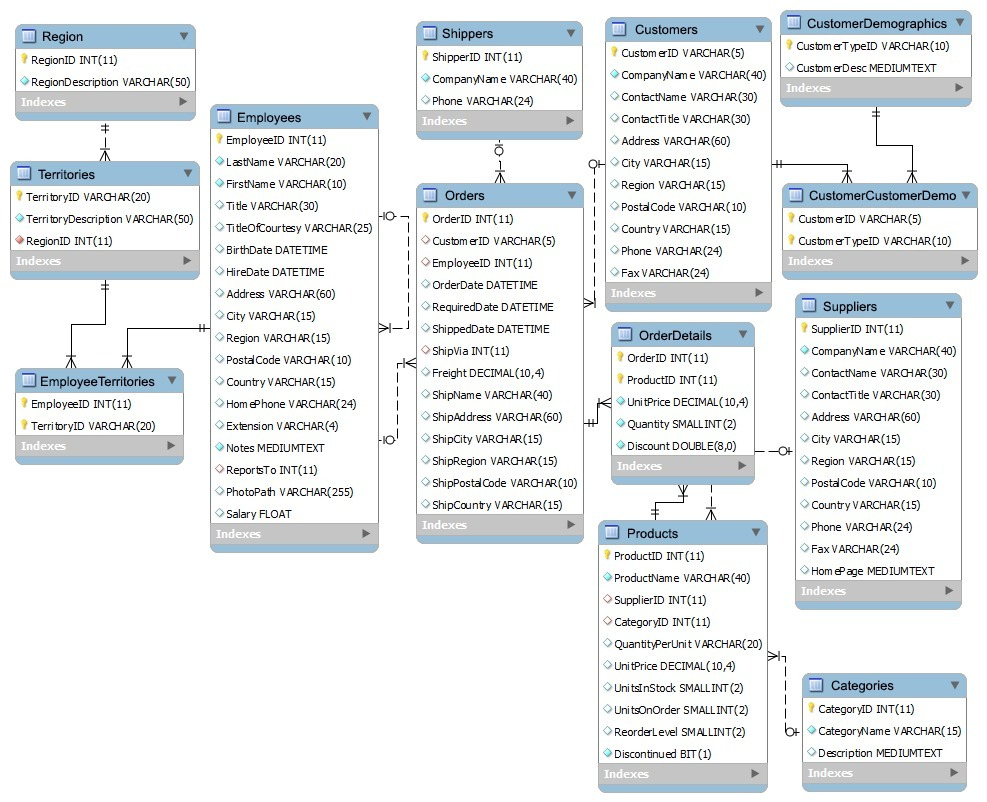 Region
RegionID INT(11)
RegionDescription VARCHAR(50)
Indexes
Territories
TerritoryID VARCHAR(20)
TerritoryDescription VARCHAR(50)
RegionID INT(11)
Indexes
EmployeeTerritories
EmployeeID INT(11)
TerritoryID VARCHAR(20)
Indexes
Employees
EmployeeID INT(11)
LastName VARCHAR(20)
FirstName VARCHAR(10)
Title VARCHAR(30)
TitleOfCourtesy VARCHAR(25)
BirthDate DATETIME
HireDate DATETIME
Address VARCHAR(60)
City VARCHAR(15)
Region VARCHAR(15)
PostalCode VARCHAR(10)
Country VARCHAR(15)
HomePhone VARCHAR(24)
Extension VARCHAR(4)
Notes MEDIUMTEXT
ReportsTo INT(11)
PhotoPath VARCHAR(255)
Salary FLOAT
Indexes
Shippers
ShipperID INT(11)
CompanyName VARCHAR(40)
Phone VARCHAR(24)
Indexes
Orders
OrderID INT(11)
CustomerID VARCHAR(5)
EmployeeID INT(11)
OrderDate DATETIME
RequiredDate DATETIME
ShippedDate DATETIME
ShipVia INT(11)
Freight DECIMAL(10,4)
ShipName VARCHAR(40)
ShipAddress VARCHAR(60)
ShipCity VARCHAR(15)
ShipRegion VARCHAR(15)
ShipPostalCode VARCHAR(10)
ShipCountry VARCHAR(15)
Indexes
Customers
CustomerID VARCHAR(5)
CompanyName VARCHAR(40)
ContactName VARCHAR(30)
ContactTitle VARCHAR(30)
Address VARCHAR(60)
City VARCHAR(15)
Region VARCHAR(15)
PostalCode VARCHAR(10)
Country VARCHAR(15)
Phone VARCHAR(24)
Fax VARCHAR(24)
Indexes
OrderDetails
OrderID INT(11)
ProductID INT(11)
UnitPrice DECIMAL(10,4)
Quantity SMALLINT(2)
Discount DOUBLE(8,0)
Indexes
Products
ProductID INT(11)
ProductName VARCHAR(40)
SupplierID INT(11)
CategoryID INT(11)
QuantityPerUnit VARCHAR(20)
UnitPrice DECIMAL(10,4)
UnitsInStock SMALLINT(2)
UnitsOnOrder SMALLINT(2)
ReorderLevel SMALLINT(2)
Discontinued BIT(1)
Indexes
CustomerDemographics
CustomerTypeID VARCHAR(10)
CustomerDesc MEDIUMTEXT
Indexes
CustomerCustomerDemo
CustomerID VARCHAR(5)
CustomerTypeID VARCHAR(10)
Indexes
Suppliers
SupplierID INT(11)
CompanyName VARCHAR(40)
ContactName VARCHAR(30)
ContactTitle VARCHAR(30)
Address VARCHAR(60)
City VARCHAR(15)
Region VARCHAR(15)
PostalCode VARCHAR(10)
Country VARCHAR(15)
Phone VARCHAR(24)
Fax VARCHAR(24)
HomePage MEDIUMTEXT
Indexes
Categories
CategoryID INT(11)
CategoryName VARCHAR(15)
Description MEDIUMTEXT
Indexes